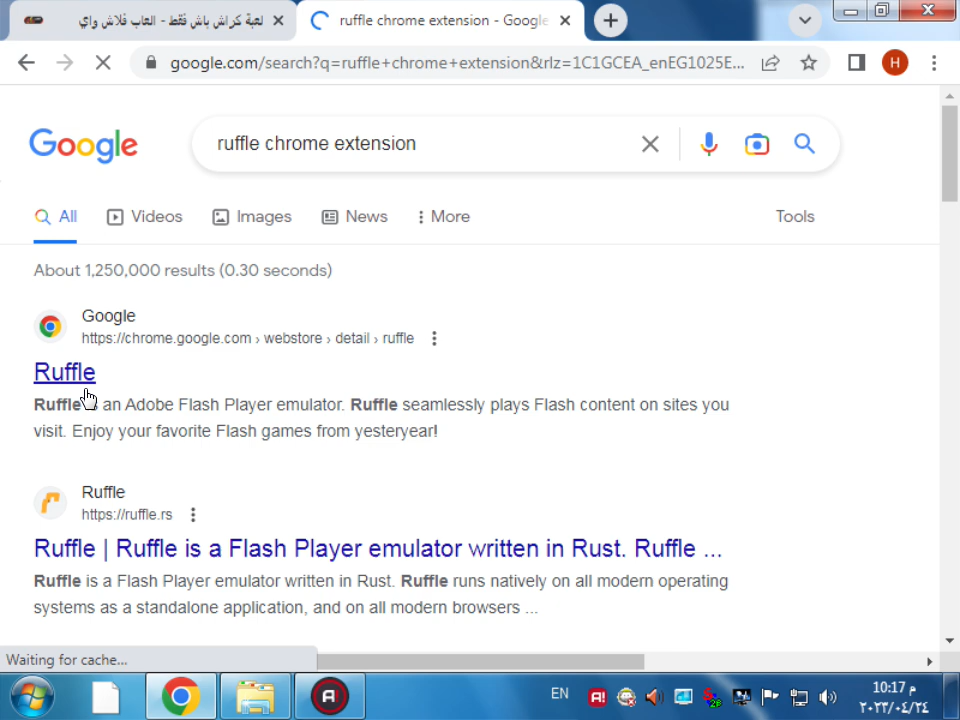 لعبة كراش باش فقط - العاب فلاش واي
ruffle chrome extension - Google
google.com/search?q=ruffle+chrome+extension&rlz=1C1GCEA_enEG1025E...
H
Google
ruffle chrome extension
All
Videos
Images
News
More
Tools
About 1,250,000 results (0.30 seconds)
Google
https://chrome.google.com › webstore › detail › ruffle
Ruffle
Ruffle is an Adobe Flash Player emulator. Ruffle seamlessly plays Flash content on sites you
visit. Enjoy your favorite Flash games from yesteryear!
Ruffle
https://ruffle.rs
Ruffle | Ruffle is a Flash Player emulator written in Rust. Ruffle ...
Ruffle is a Flash Player emulator written in Rust. Ruffle runs natively on all modern operating
systems as a standalone application, and on all modern browsers ...
Waiting for cache...
EN
10:17 م
٢٠٢٣/٠٤/٢٤